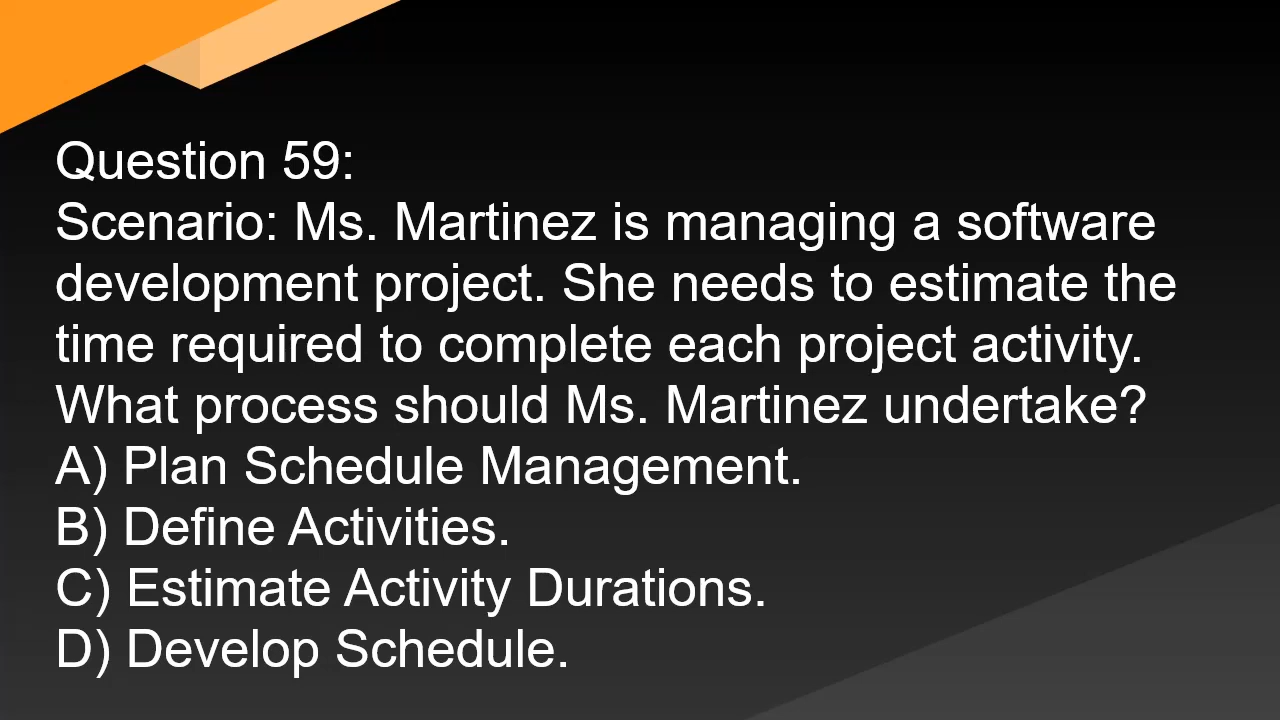 Question 59:
Scenario: Ms. Martinez is managing a software
development project. She needs to estimate the
time required to complete each project activity.
What process should Ms. Martinez undertake?
A) Plan Schedule Management.
B) Define Activities.
C) Estimate Activity Durations.
D) Develop Schedule.